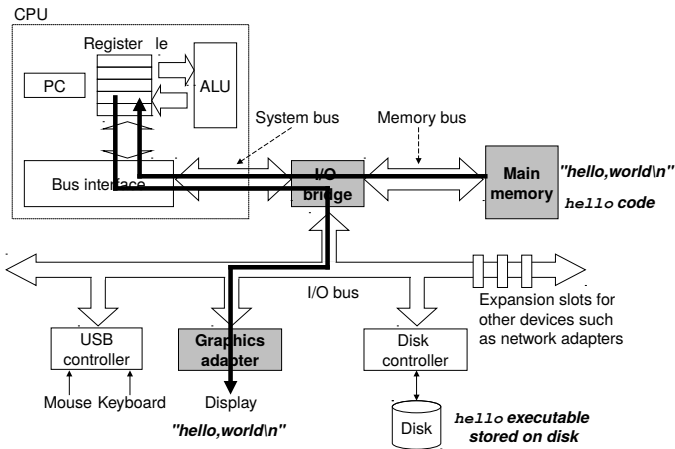 CPU
Register le
PC
ALU
System bus
Memory bus
Bus interface
I/O
bridge
Main
memory
"hello,world\n"
hello code
I/O bus
Expansion slots for
other devices such
as network adapters
USB
controller
Graphics
adapter
Disk
controller
Mouse Keyboard
Display
"hello,world\n"
Disk
hello executable
stored on disk